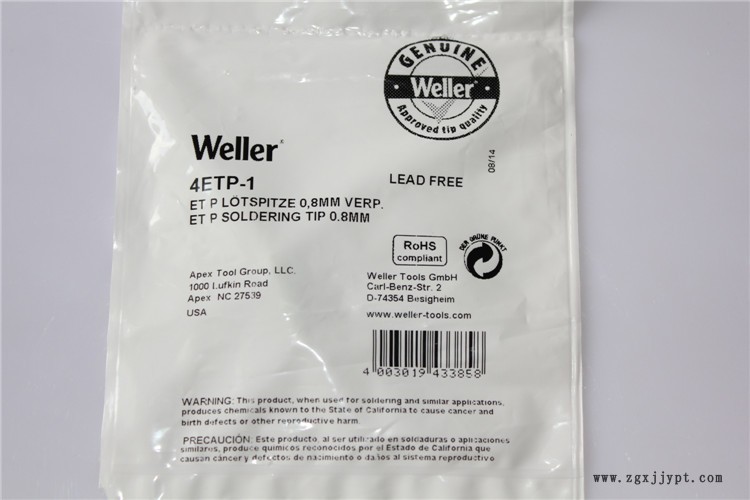 GENUINE
Weller
Approved tip quality
Weller
08/14
4ETP-1
LEAD FREE
ET P LÖTSPITZE 0,8MM VERP.
ET P SOLDERING TIP 0.8MM
RoHS
compliant
DER GRÜNE PUNKT
Apex Tool Group, LLC.
1000 Lufkin Road
Apex NC 27539
USA
Weller Tools GmbH
Carl-Benz-Str. 2
D-74354 Besigheim
www.weller-tools.com
4 003019 433858
WARNING: This product, when used for soldering and similar applications,
produces chemicals known to the State of California to cause cancer and
birth defects or other reproductive harm.
PRECAUCIÓN: Este producto, al ser utilizado en soldaduras o aplicaciones
similares, produce químicos reconocidos por el Estado de California que
causan cáncer y defectos de nacimiento o daños al sistema reproductivo
www.zgxjjypt.com